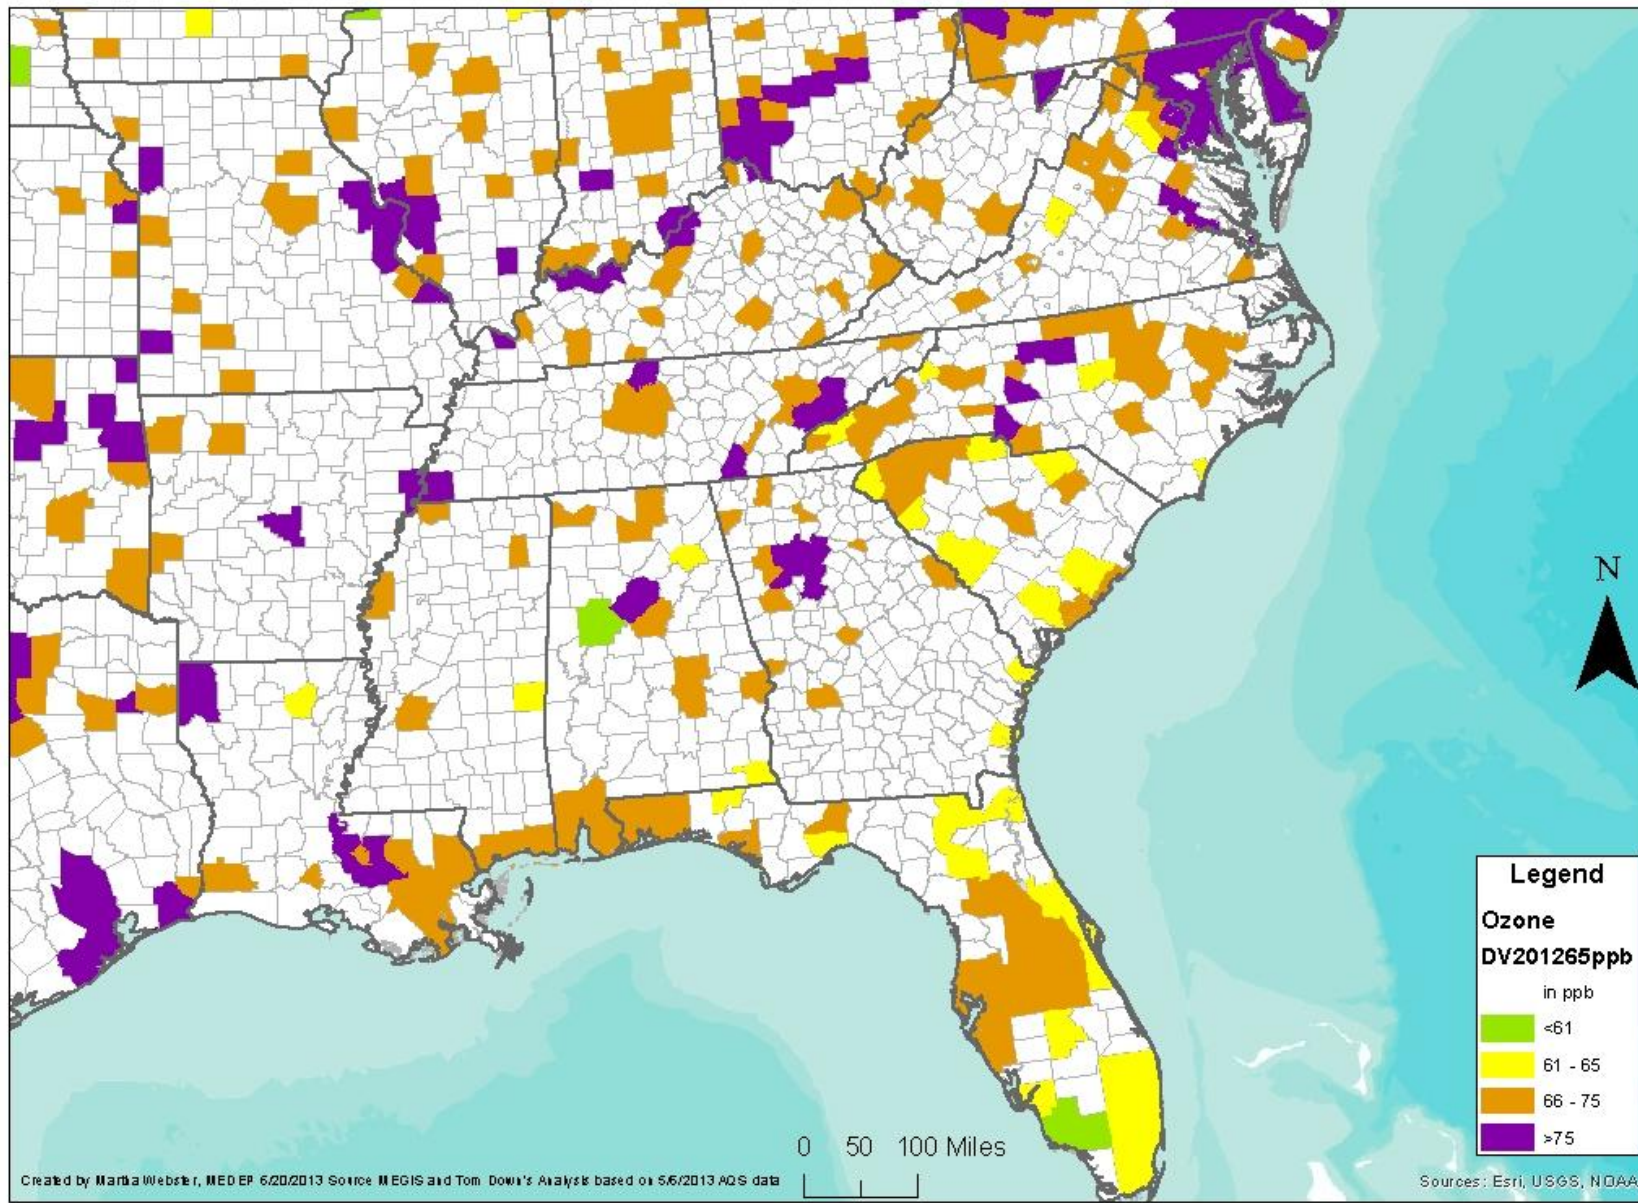 N
Legend
Ozone
DV201265ppb
in ppb
<61
61 - 65
66 - 75
>75
0 50 100 Miles
Created by Martha Webster, MEDEP 6/20/2013 Source MEGIS and Tom Down's Analysis based on 5/6/2013 AQS data
Sources: Esri, USGS, NOAA